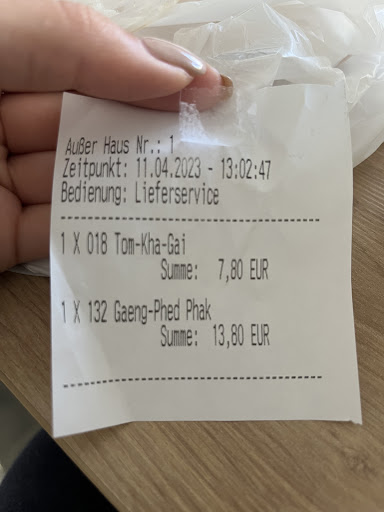 Außer Haus Nr.: 1
Zeitpunkt: 11.04.2023 - 13:02:47
Bedienung: Lieferservice
1 X 018 Tom-Kha-Gai
Summe: 7,80 EUR
1 X 132 Gaeng-Phed Phak
Summe: 13,80 EUR